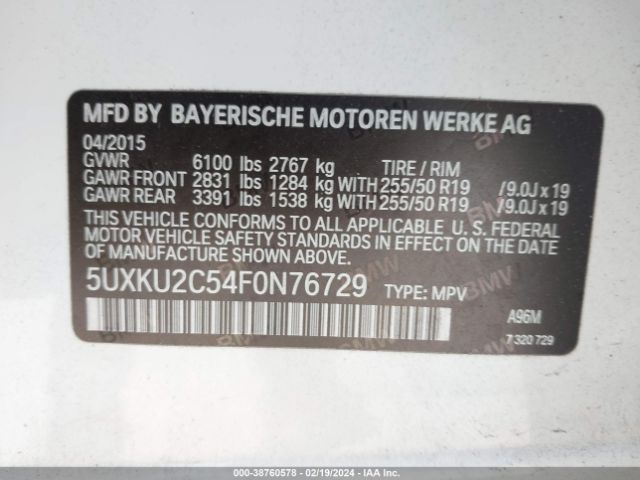 MFD BY BAYERISCHE MOTOREN WERKE AG
04/2015
GVWR 6100 lbs 2767 kg TIRE / RIM
GAWR FRONT 2831 lbs 1284 kg WITH 255/50 R19 /9.0J x 19
GAWR REAR 3391 lbs 1538 kg WITH 255/50 R19 /9.0J x 19
THIS VEHICLE CONFORMS TO ALL APPLICABLE U. S. FEDERAL
MOTOR VEHICLE SAFETY STANDARDS IN EFFECT ON THE DATE OF
MANUFACTURE SHOWN ABOVE.
5UXKU2C54F0N76729 TYPE: MPV
A96M
7 320 729
000-38760578 - 02/19/2024 - IAA Inc.